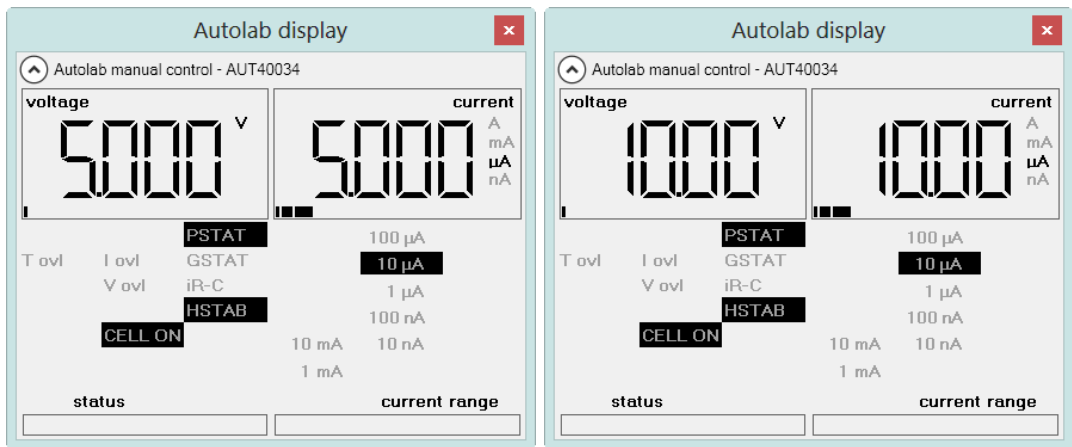 Autolab display
x
Autolab manual control - AUT40034
voltage
5.000 V
current
5.000
A
mA
µA
nA
PSTAT
100 µA
T ovl I ovl GSTAT
10 µA
V ovl iR-C
1 µA
HSTAB
100 nA
CELL ON
10 mA 10 nA
1 mA
status
current range
Autolab display
x
Autolab manual control - AUT40034
voltage
10.00 V
current
10.00
A
mA
µA
nA
PSTAT
100 µA
T ovl I ovl GSTAT
10 µA
V ovl iR-C
1 µA
HSTAB
100 nA
CELL ON
10 mA 10 nA
1 mA
status
current range